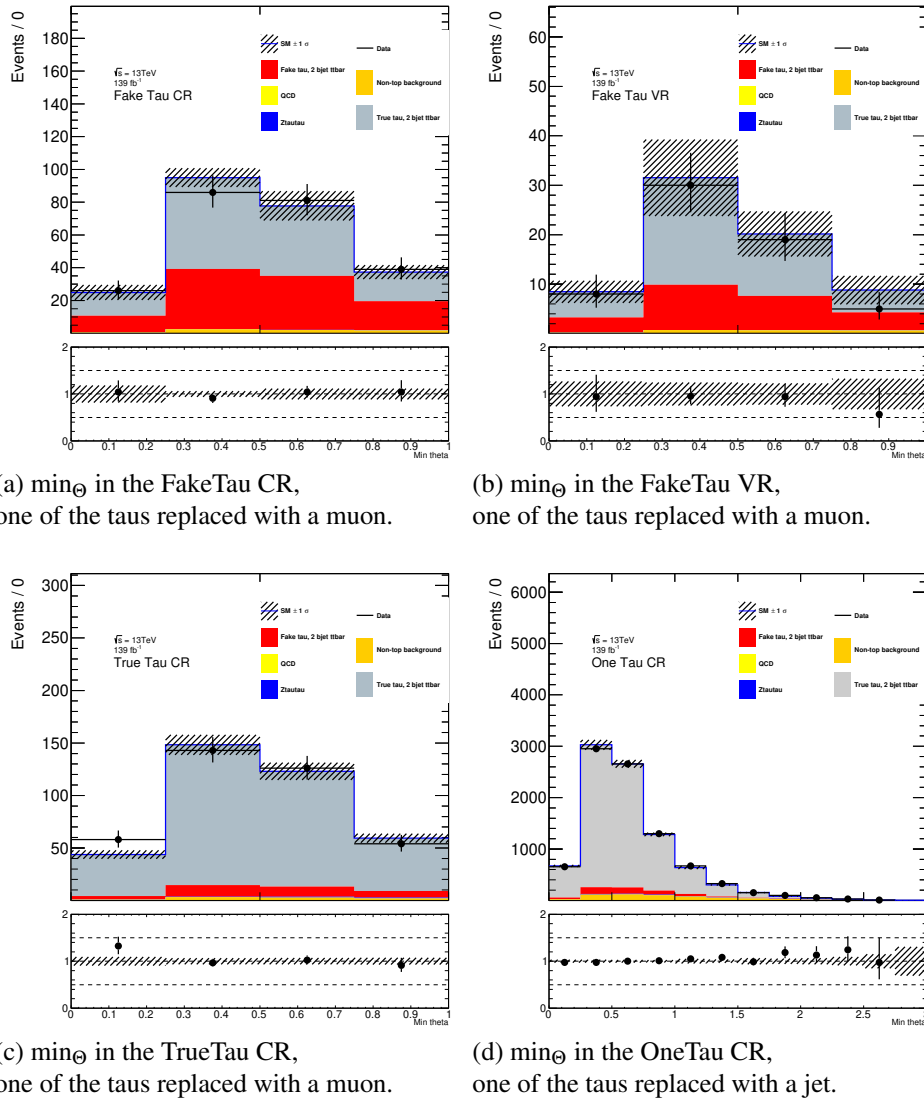 Events / 0
180
160
140
120
100
80
60
40
20
√s = 13TeV
139 fb-1
Fake Tau CR
SM ± 1 σ
Fake tau, 2 bjet ttbar
QCD
Ztautau
Data
Non-top background
True tau, 2 bjet ttbar
2
1
0
0 0.1 0.2 0.3 0.4 0.5 0.6 0.7 0.8 0.9 1
Min theta
Events / 0
60
50
40
30
20
10
√s = 13TeV
139 fb-1
Fake Tau VR
SM ± 1 σ
Fake tau, 2 bjet ttbar
QCD
Ztautau
Data
Non-top background
True tau, 2 bjet ttbar
2
1
0
0 0.1 0.2 0.3 0.4 0.5 0.6 0.7 0.8 0.9
Min theta
(a) minΘ in the FakeTau CR,
one of the taus replaced with a muon.
(b) minΘ in the FakeTau VR,
one of the taus replaced with a muon.
Events / 0
300
250
200
150
100
50
√s = 13TeV
139 fb-1
True Tau CR
SM ± 1 σ
Fake tau, 2 bjet ttbar
QCD
Ztautau
Data
Non-top background
True tau, 2 bjet ttbar
2
1
0
0 0.1 0.2 0.3 0.4 0.5 0.6 0.7 0.8 0.9 1
Min theta
Events / 0
6000
5000
4000
3000
2000
1000
√s = 13TeV
139 fb-1
One Tau CR
SM ± 1 σ
Fake tau, 2 bjet ttbar
QCD
Ztautau
Data
Non-top background
True tau, 2 bjet ttbar
2
1
0
0 0.5 1 1.5 2 2.5
Min theta
(c) minΘ in the TrueTau CR,
one of the taus replaced with a muon.
(d) minΘ in the OneTau CR,
one of the taus replaced with a jet.